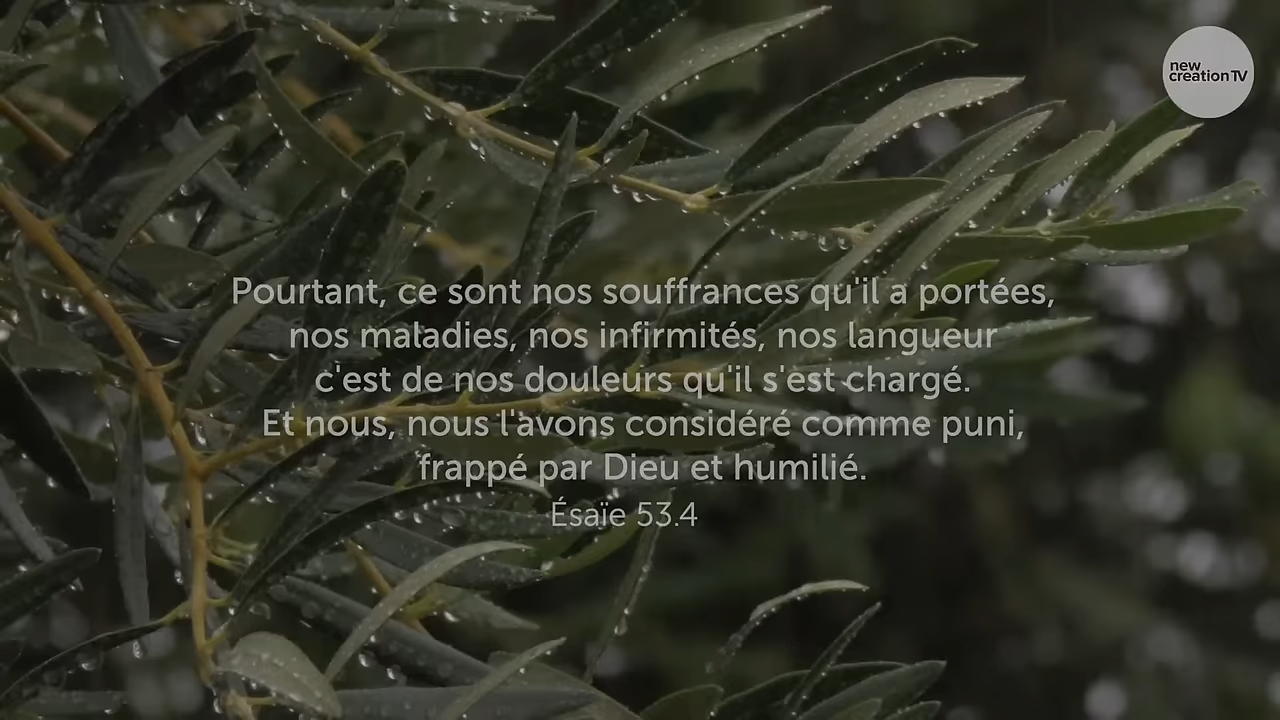 new
creation TV
Pourtant, ce sont nos souffrances qu'il a portées,
nos maladies, nos infirmités, nos langueur
c'est de nos douleurs qu'il s'est chargé.
Et nous, nous l'avons considéré comme puni,
frappé par Dieu et humilié.
Ésaïe 53.4